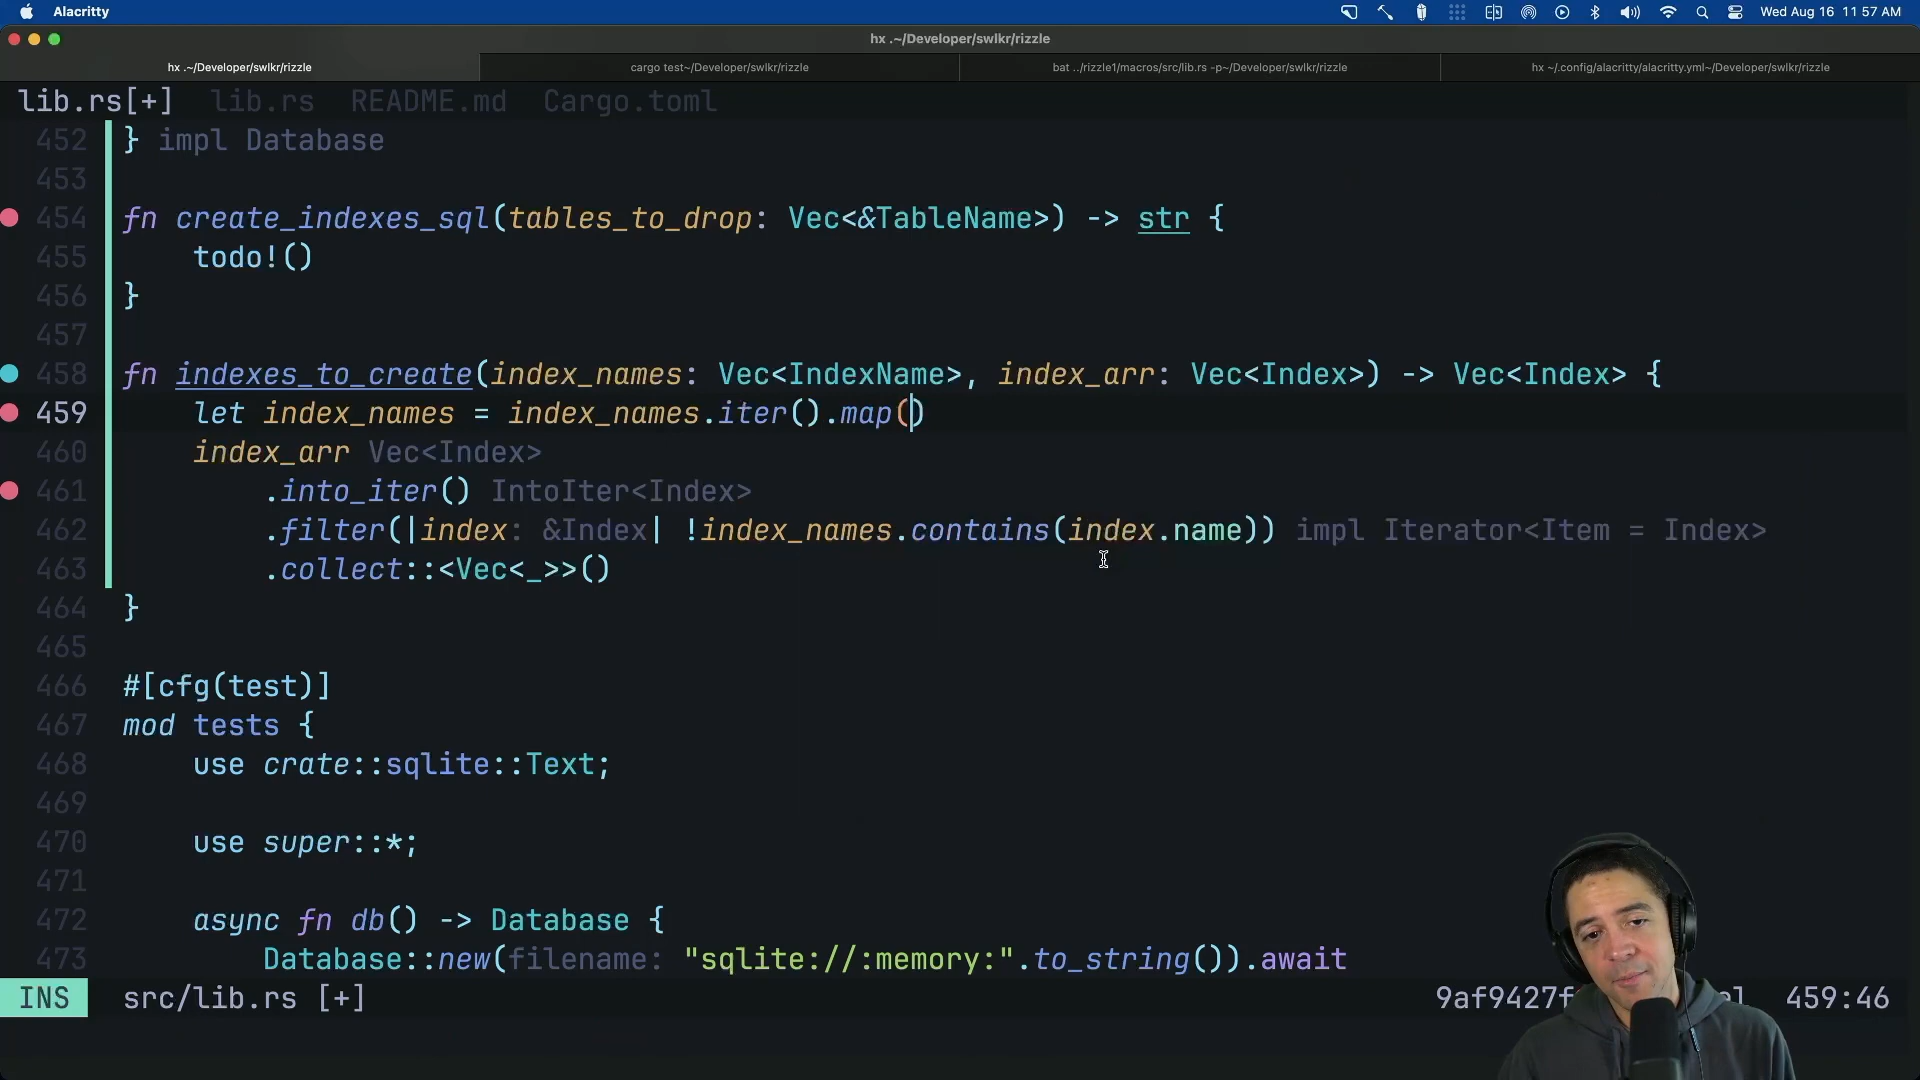 Alacritty
Wed Aug 16 11:57 AM
hx .~/Developer/swlkr/rizzle
hx .~/Developer/swlkr/rizzle
cargo test~/Developer/swlkr/rizzle
bat ../rizzle1/macros/src/lib.rs -p~/Developer/swlkr/rizzle
hx ~/.config/alacritty/alacritty.yml~/Developer/swlkr/rizzle
lib.rs[+] lib.rs README.md Cargo.toml
452 } impl Database
453
454 fn create_indexes_sql(tables_to_drop: Vec<&TableName>) -> str {
455     todo!()
456 }
457
458 fn indexes_to_create(index_names: Vec<IndexName>, index_arr: Vec<Index>) -> Vec<Index> {
459     let index_names = index_names.iter().map()
460     index_arr Vec<Index>
461         .into_iter() IntoIter<Index>
462         .filter(|index: &Index| !index_names.contains(index.name)) impl Iterator<Item = Index>
463         .collect::<Vec<_>>()
464 }
465
466 #[cfg(test)]
467 mod tests {
468     use crate::sqlite::Text;
469
470     use super::*;
471
472     async fn db() -> Database {
473         Database::new(filename: "sqlite://:memory:".to_string()).await
INS src/lib.rs [+] 459:46